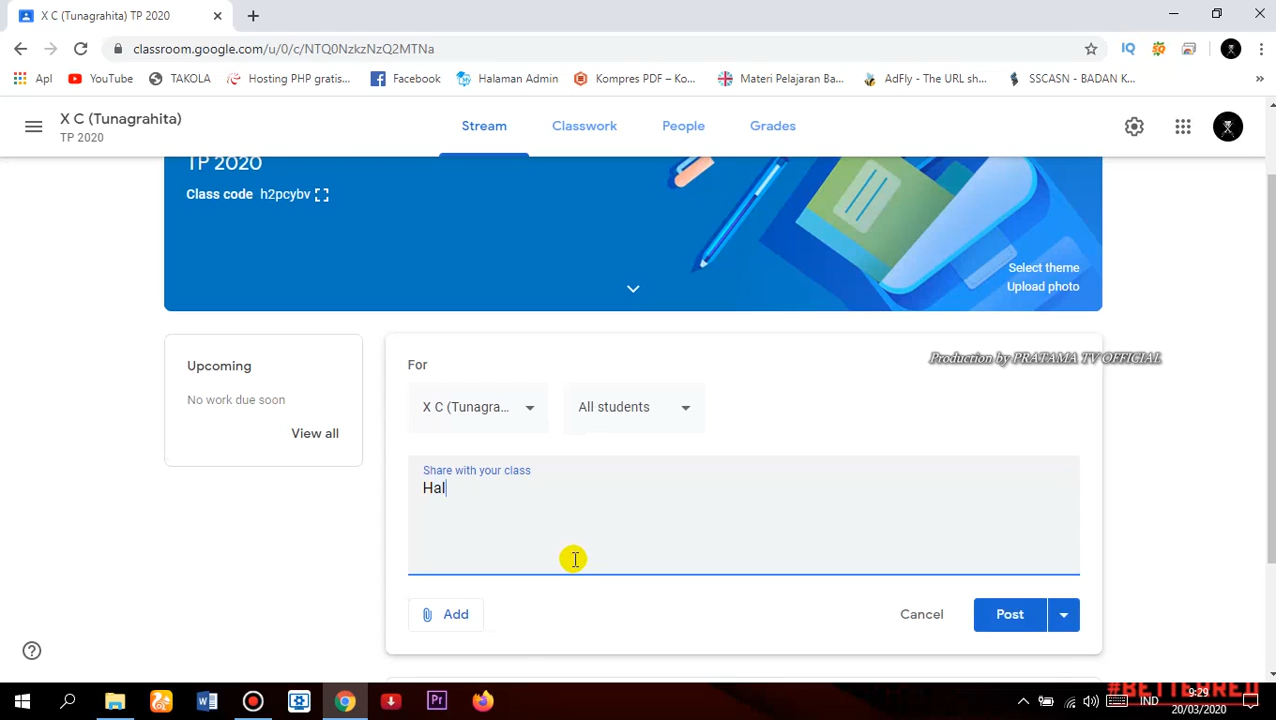 X C (Tunagrahita) TP 2020
classroom.google.com/u/0/c/NTQ0NzkzNzQ2MTNa
Apl YouTube TAKOLA Hosting PHP gratis... Facebook Halaman Admin Kompres PDF – Ko... Materi Pelajaran Ba... AdFly - The URL sh... SSCASN - BADAN K... »
X C (Tunagrahita)
TP 2020
Stream Classwork People Grades
TP 2020
Class code h2pcybv
Select theme
Upload photo
Upcoming
No work due soon
View all
For
Production by PRATAMA TV OFFICIAL
X C (Tunagra... All students
Share with your class
Hal
Add Cancel Post
#BETTERRED
IND 9:29
20/03/2020